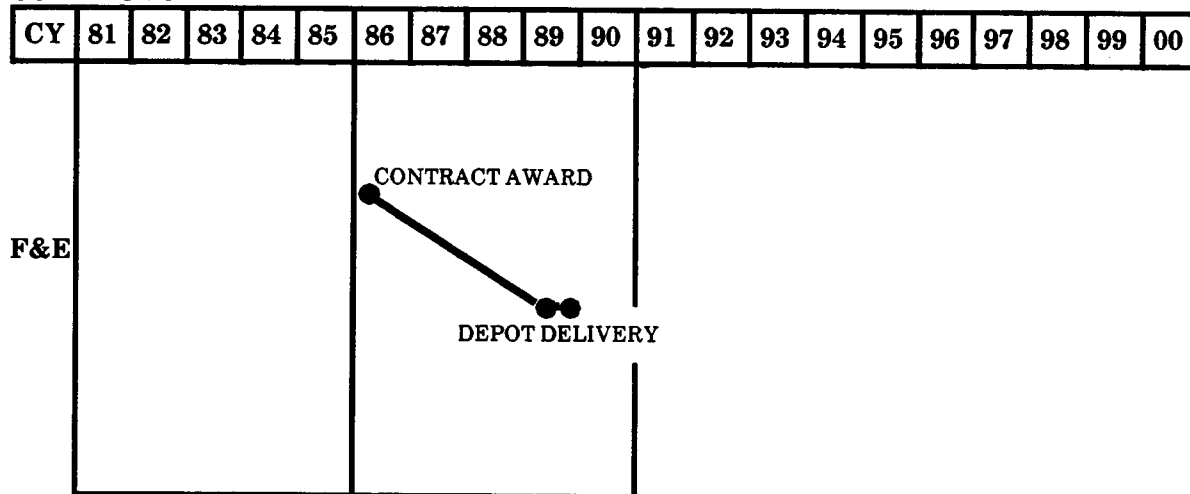 CY 81 82 83 84 85 86 87 88 89 90 91 92 93 94 95 96 97 98 99 00
CONTRACT AWARD
F&E
DEPOT DELIVERY